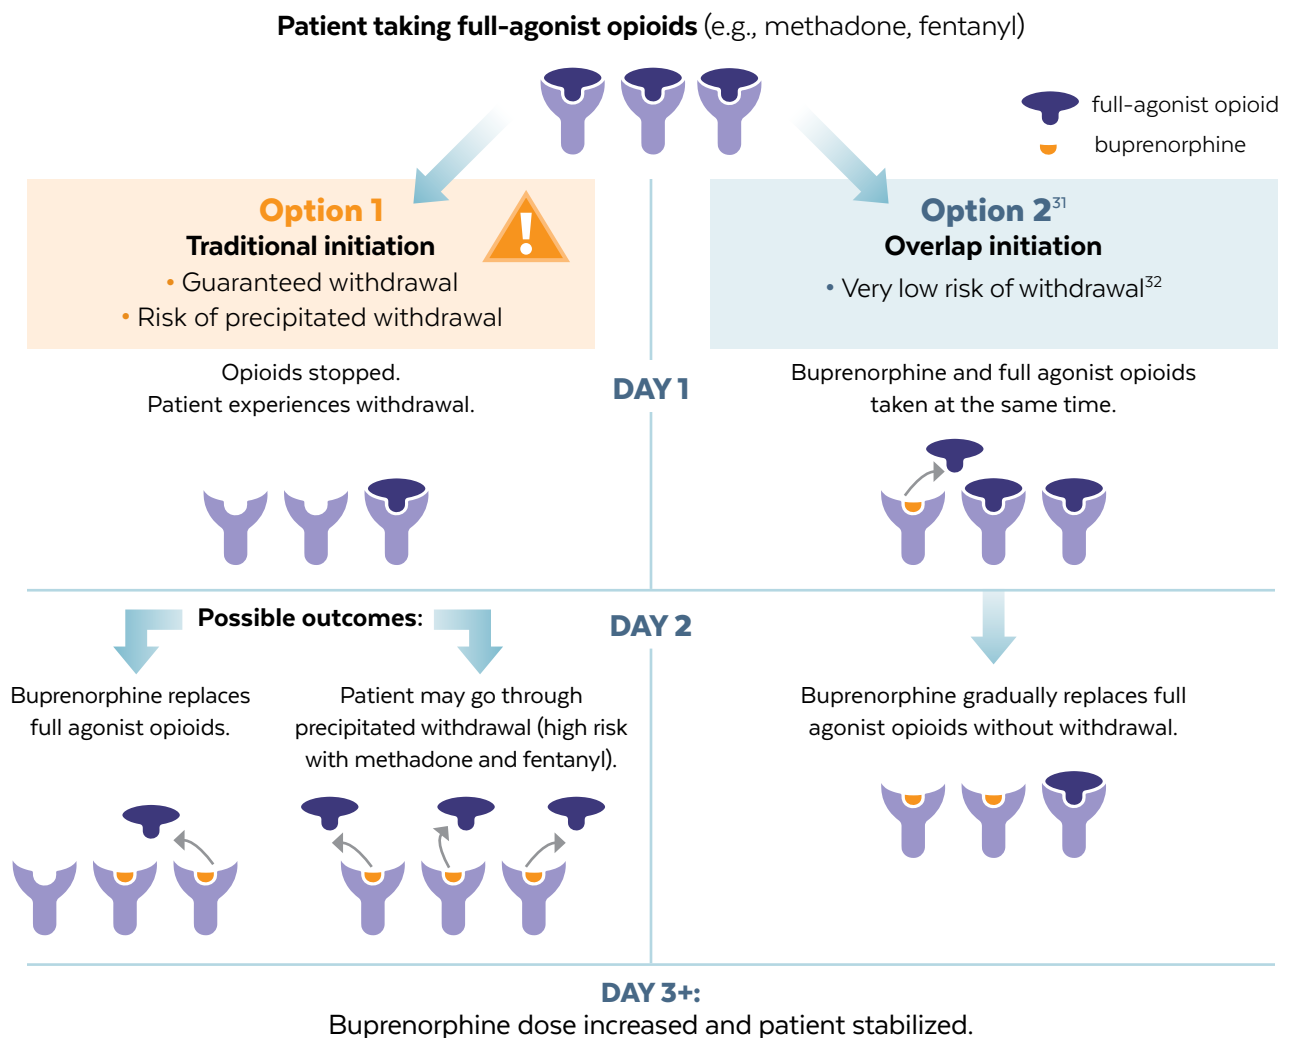 Patient taking full-agonist opioids (e.g., methadone, fentanyl)
full-agonist opioid
buprenorphine
Option 1
Traditional initiation
• Guaranteed withdrawal
• Risk of precipitated withdrawal
!
Option 2³¹
Overlap initiation
• Very low risk of withdrawal³²
DAY 1
Opioids stopped.
Patient experiences withdrawal.
Buprenorphine and full agonist opioids
taken at the same time.
DAY 2
Possible outcomes:
Buprenorphine replaces
full agonist opioids.
Patient may go through
precipitated withdrawal (high risk
with methadone and fentanyl).
Buprenorphine gradually replaces full
agonist opioids without withdrawal.
DAY 3+:
Buprenorphine dose increased and patient stabilized.